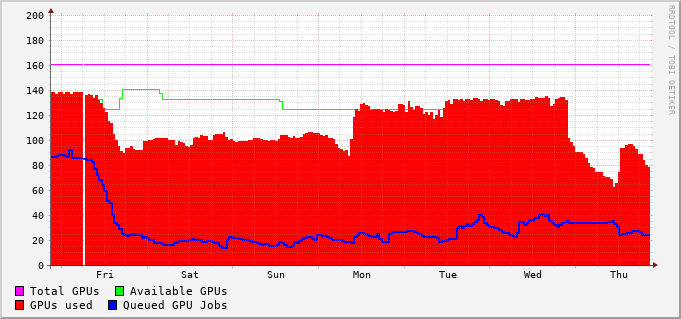 200
180
160
140
120
100
80
60
40
20
0
Fri Sat Sun Mon Tue Wed Thu
Total GPUs Available GPUs
GPUs used Queued GPU Jobs
RRDTOOL / TOBI OETIKER